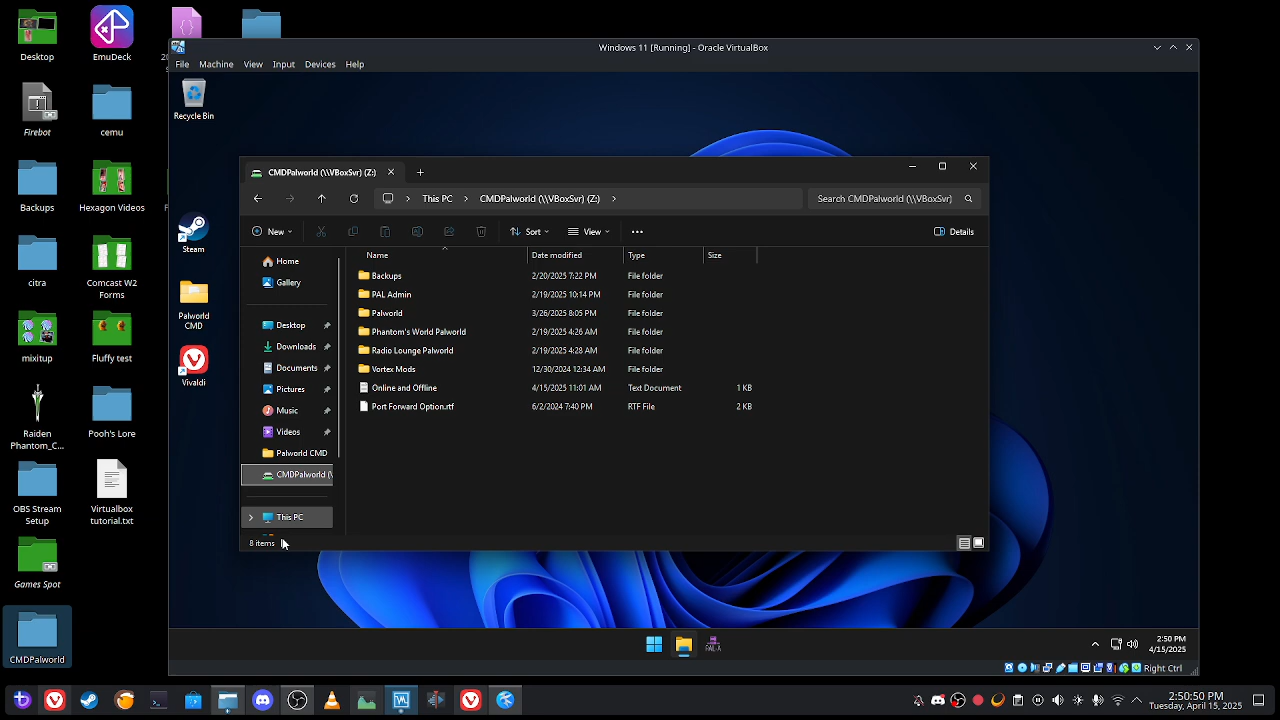 Desktop
EmuDeck
Firebot
cemu
Backups
Hexagon Videos
citra
Comcast W2
Forms
mixitup
Fluffy test
Raiden
Phantom_C...
Pooh's Lore
OBS Stream
Setup
Virtualbox
tutorial.txt
Games Spot
CMDPalworld
Windows 11 [Running] - Oracle VirtualBox
File Machine View Input Devices Help
Recycle Bin
Steam
Palworld
CMD
Vivaldi
CMDPalworld (\\VBoxSvr) (Z:)
This PC > CMDPalworld (\\VBoxSvr) (Z:) >
Search CMDPalworld (\\VBoxSvr)
New Sort View ... Details
Home
Gallery
Desktop
Downloads
Documents
Pictures
Music
Videos
Palworld CMD
CMDPalworld (\
This PC
Name Date modified Type Size
Backups 2/20/2025 7:22 PM File folder
PAL Admin 2/19/2025 10:14 PM File folder
Palworld 3/26/2025 8:05 PM File folder
Phantom's World Palworld 2/19/2025 4:26 AM File folder
Radio Lounge Palworld 2/19/2025 4:28 AM File folder
Vortex Mods 12/30/2024 12:34 AM File folder
Online and Offline 4/15/2025 11:01 AM Text Document 1 KB
Port Forward Option.rtf 6/2/2024 7:40 PM RTF File 2 KB
8 items
PAL-A
2:50 PM
4/15/2025
Right Ctrl
2:50:50 PM
Tuesday, April 15, 2025